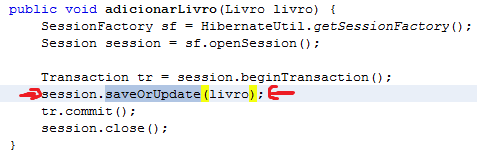 public void adicionarLivro(Livro livro) {
SessionFactory sf = HibernateUtil.getSessionFactory();
Session session = sf.openSession();
Transaction tr = session.beginTransaction();
session.saveOrUpdate(livro);
tr.commit();
session.close();
}